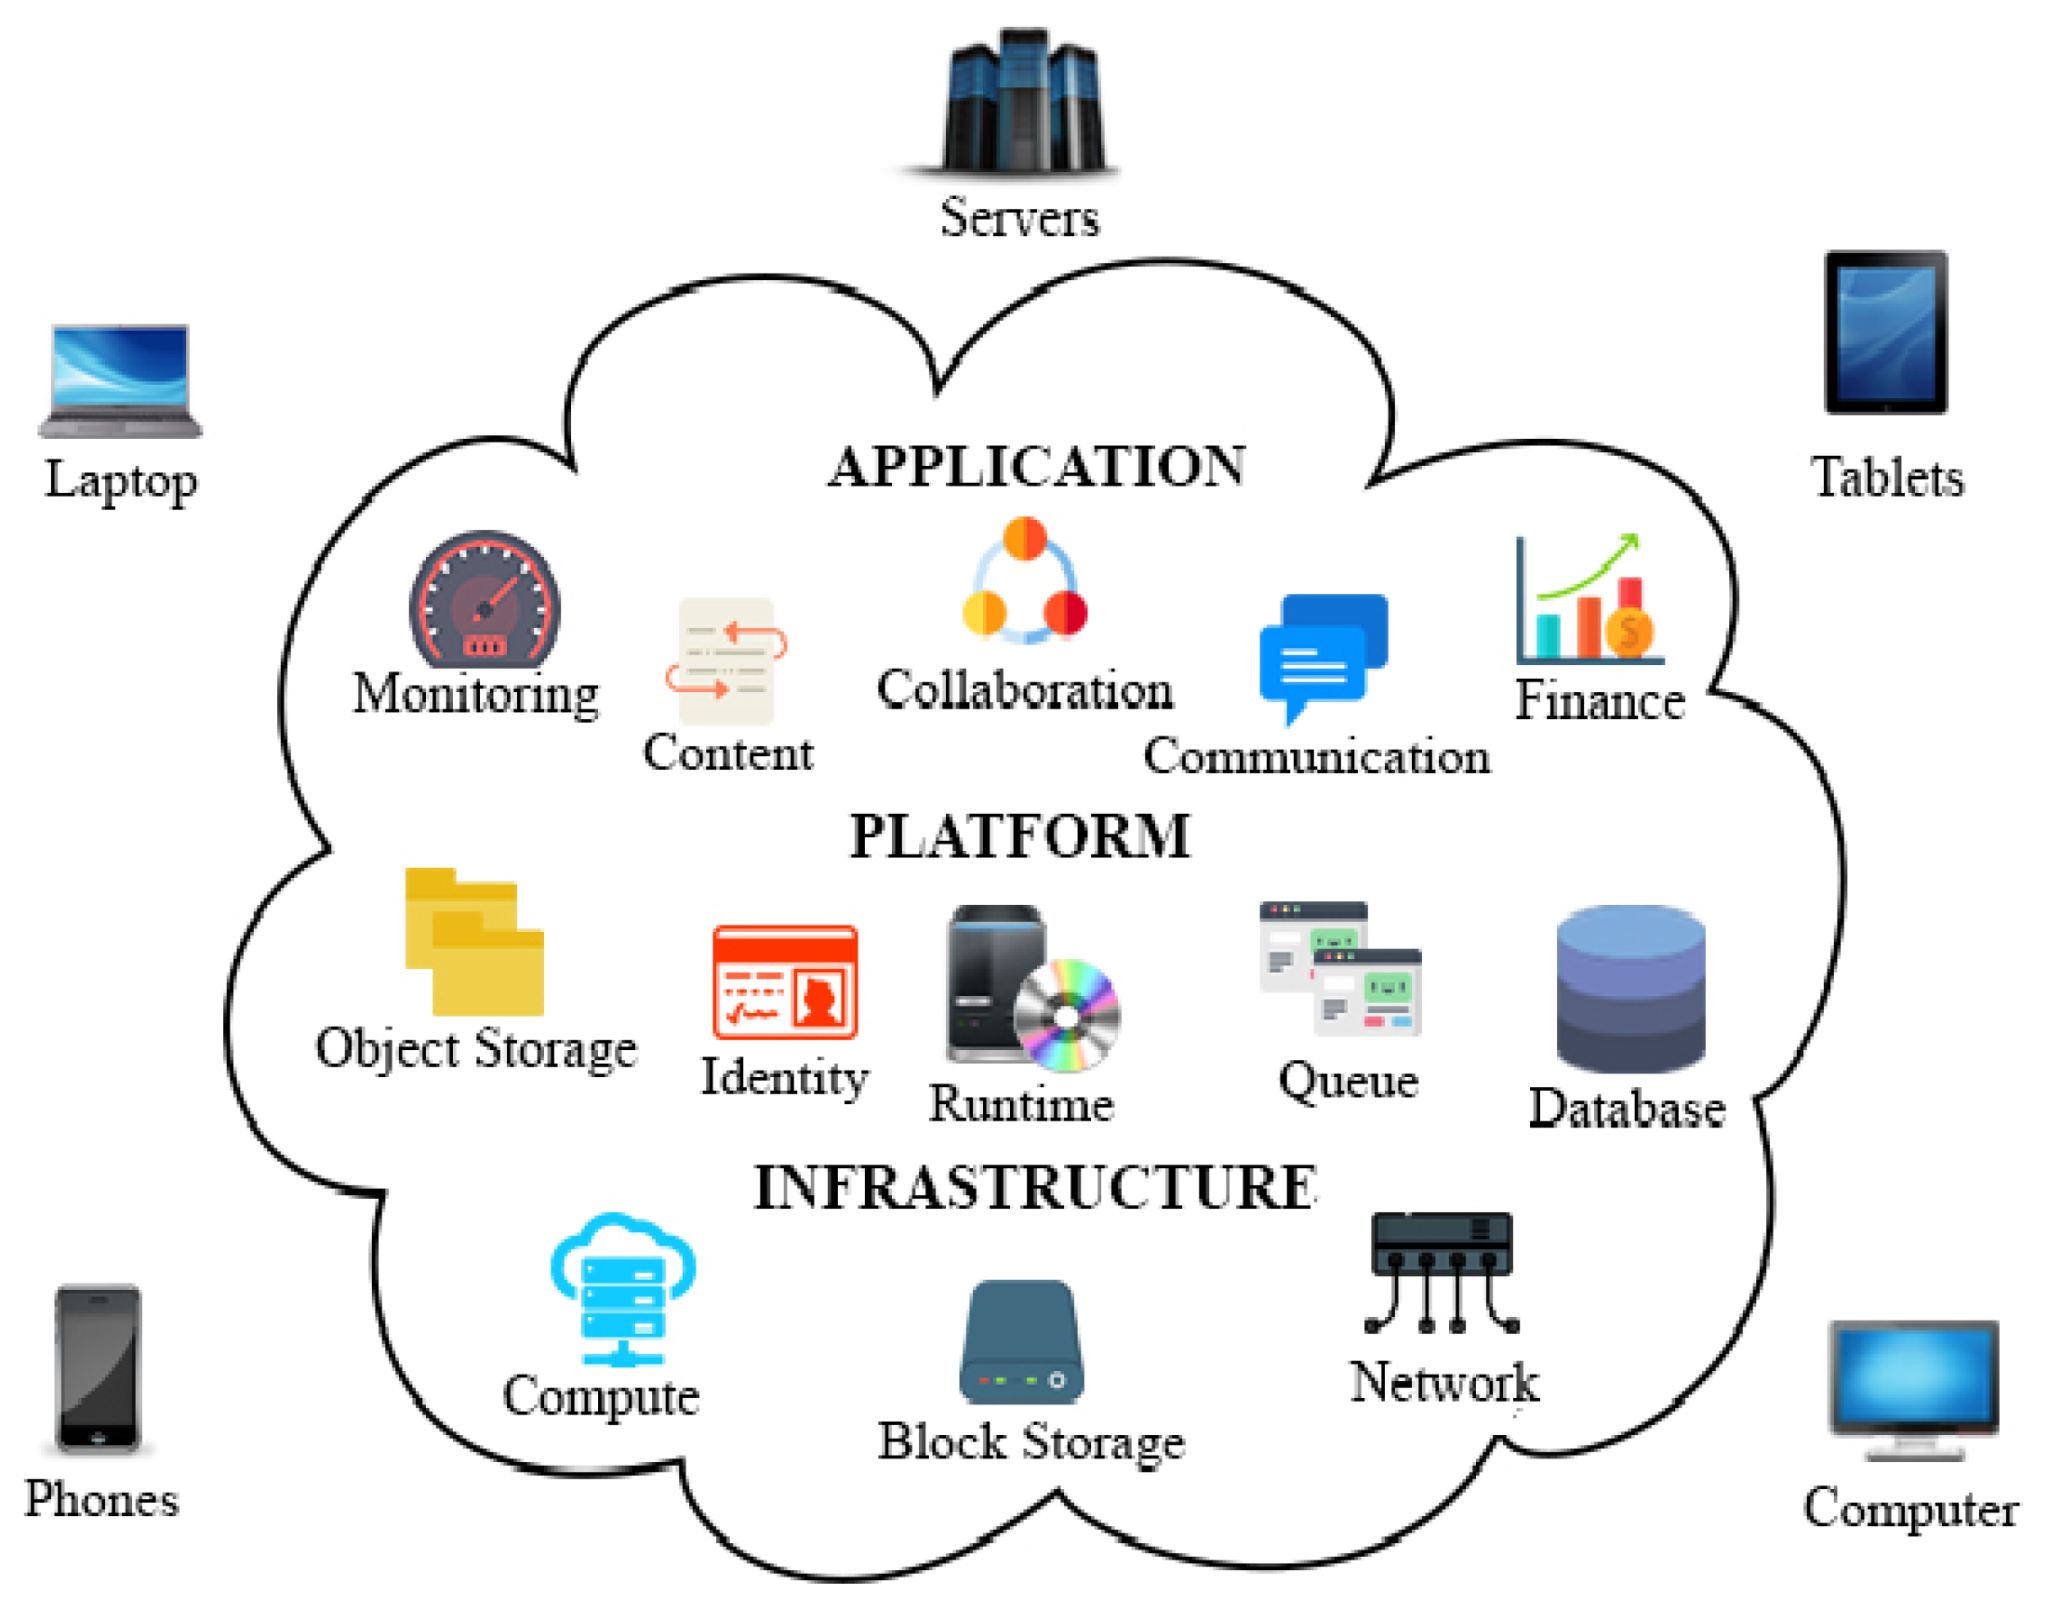 Servers
Laptop
Tablets
APPLICATION
Monitoring
Content
Collaboration
Communication
Finance
PLATFORM
Object Storage
Identity
Runtime
Queue
Database
INFRASTRUCTURE
Compute
Block Storage
Network
Phones
Computer